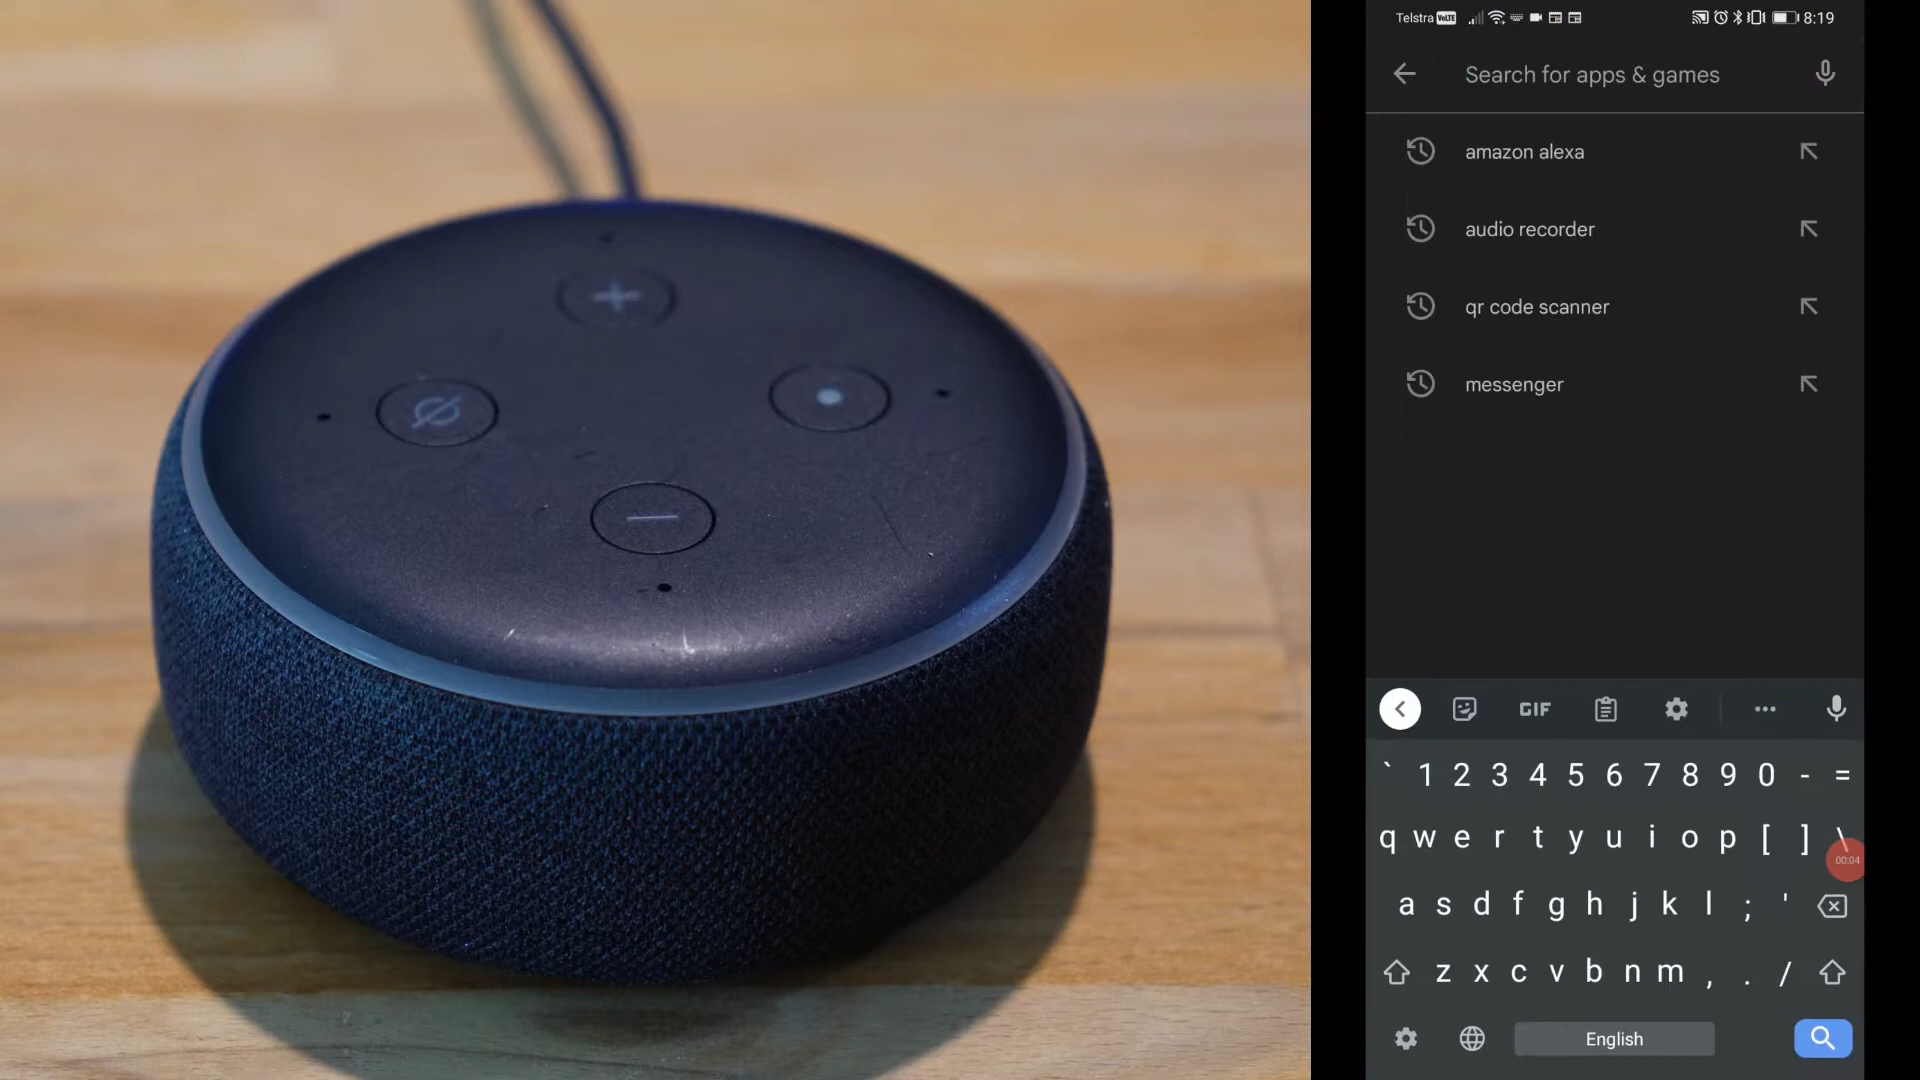 Telstra VoLTE 8:19
Search for apps & games
amazon alexa
audio recorder
qr code scanner
messenger
GIF
` 1 2 3 4 5 6 7 8 9 0 - =
q w e r t y u i o p [ ] \
00:04
a s d f g h j k l ; '
z x c v b n m , . /
English